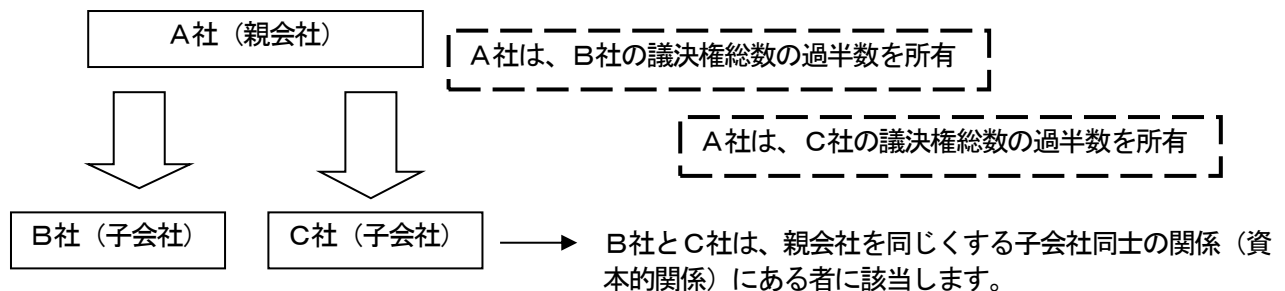 A社（親会社）
A社は、B社の議決権総数の過半数を所有
A社は、C社の議決権総数の過半数を所有
B社（子会社）
C社（子会社）
B社とC社は、親会社を同じくする子会社同士の関係（資
本的関係）にある者に該当します。